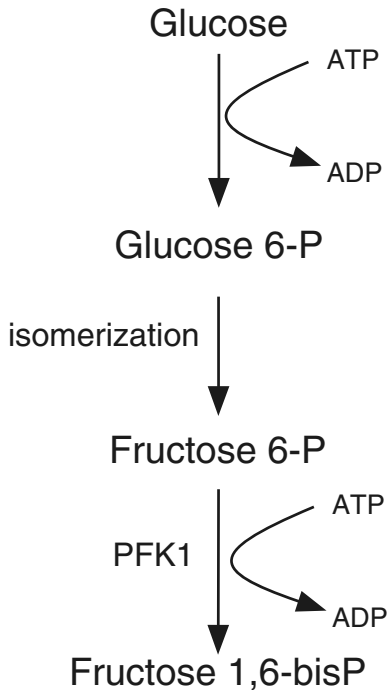 Glucose
ATP
ADP
Glucose 6-P
isomerization
Fructose 6-P
ATP
PFK1
ADP
Fructose 1,6-bisP